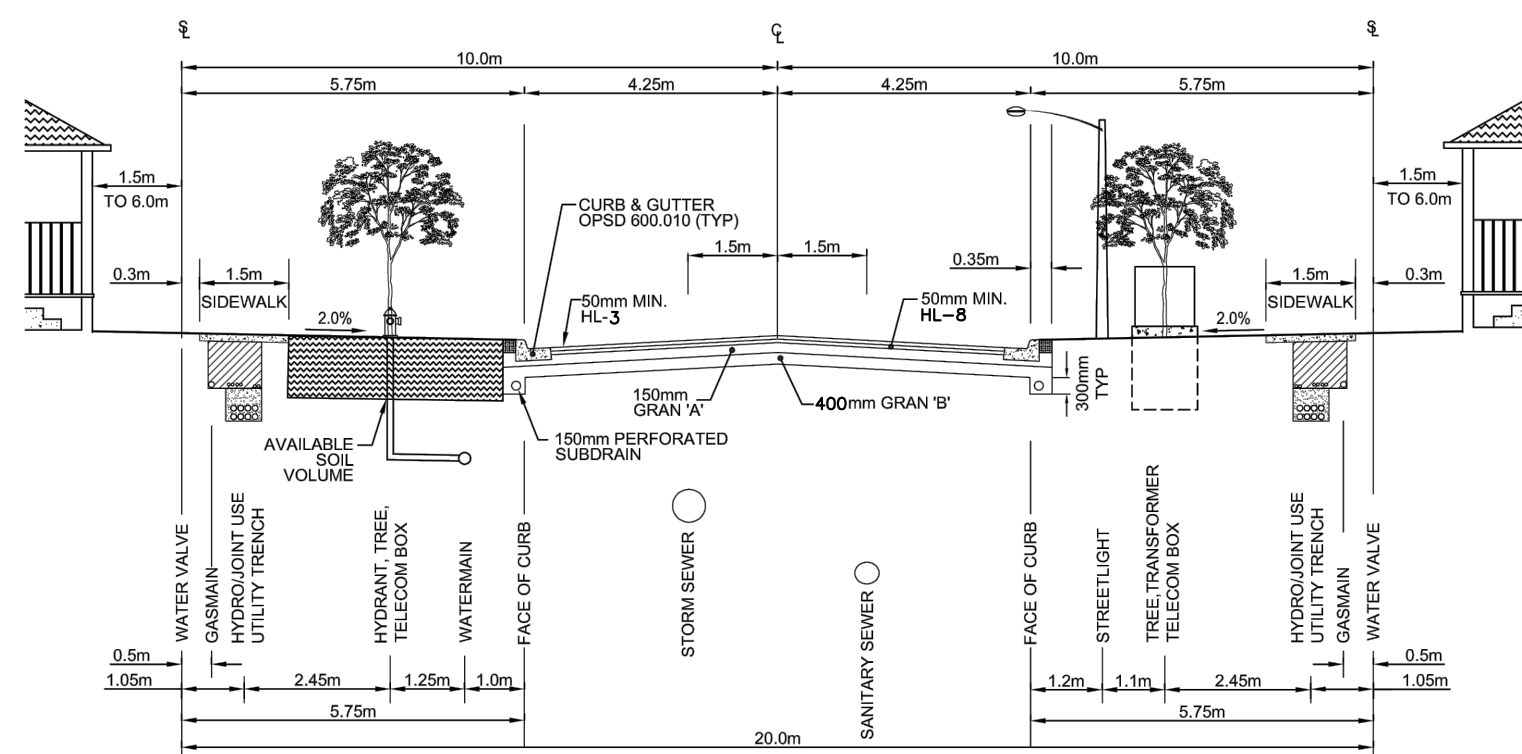 SL CL SL
10.0m 10.0m
5.75m 4.25m 4.25m 5.75m
1.5m
TO 6.0m
1.5m
TO 6.0m
CURB & GUTTER
OPSD 600.010 (TYP)
1.5m 1.5m
0.3m 1.5m
SIDEWALK
0.35m
1.5m 0.3m
SIDEWALK
50mm MIN.
HL-3
50mm MIN.
HL-8
2.0% 2.0%
150mm
GRAN 'A'
400mm GRAN 'B'
300mm
TYP
AVAILABLE
SOIL
VOLUME
150mm PERFORATED
SUBDRAIN
WATER VALVE
GASMAIN
HYDRO/JOINT USE
UTILITY TRENCH
HYDRANT, TREE,
TELECOM BOX
WATERMAIN
FACE OF CURB
STORM SEWER
SANITARY SEWER
FACE OF CURB
STREETLIGHT
TREE,TRANSFORMER
TELECOM BOX
HYDRO/JOINT USE
UTILITY TRENCH
GASMAIN
WATER VALVE
0.5m 0.5m
1.05m 2.45m 1.25m 1.0m 1.2m 1.1m 2.45m 1.05m
5.75m 5.75m
20.0m